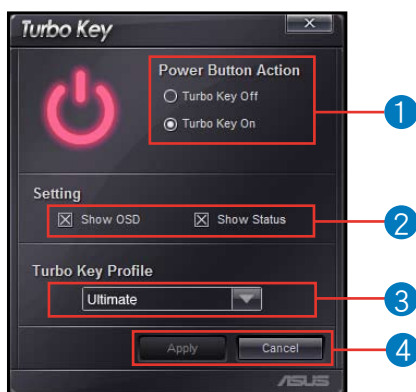 Turbo Key
Power Button Action
Turbo Key Off
Turbo Key On
1
Setting
Show OSD Show Status
2
Turbo Key Profile
Ultimate
3
Apply Cancel
4
ASUS